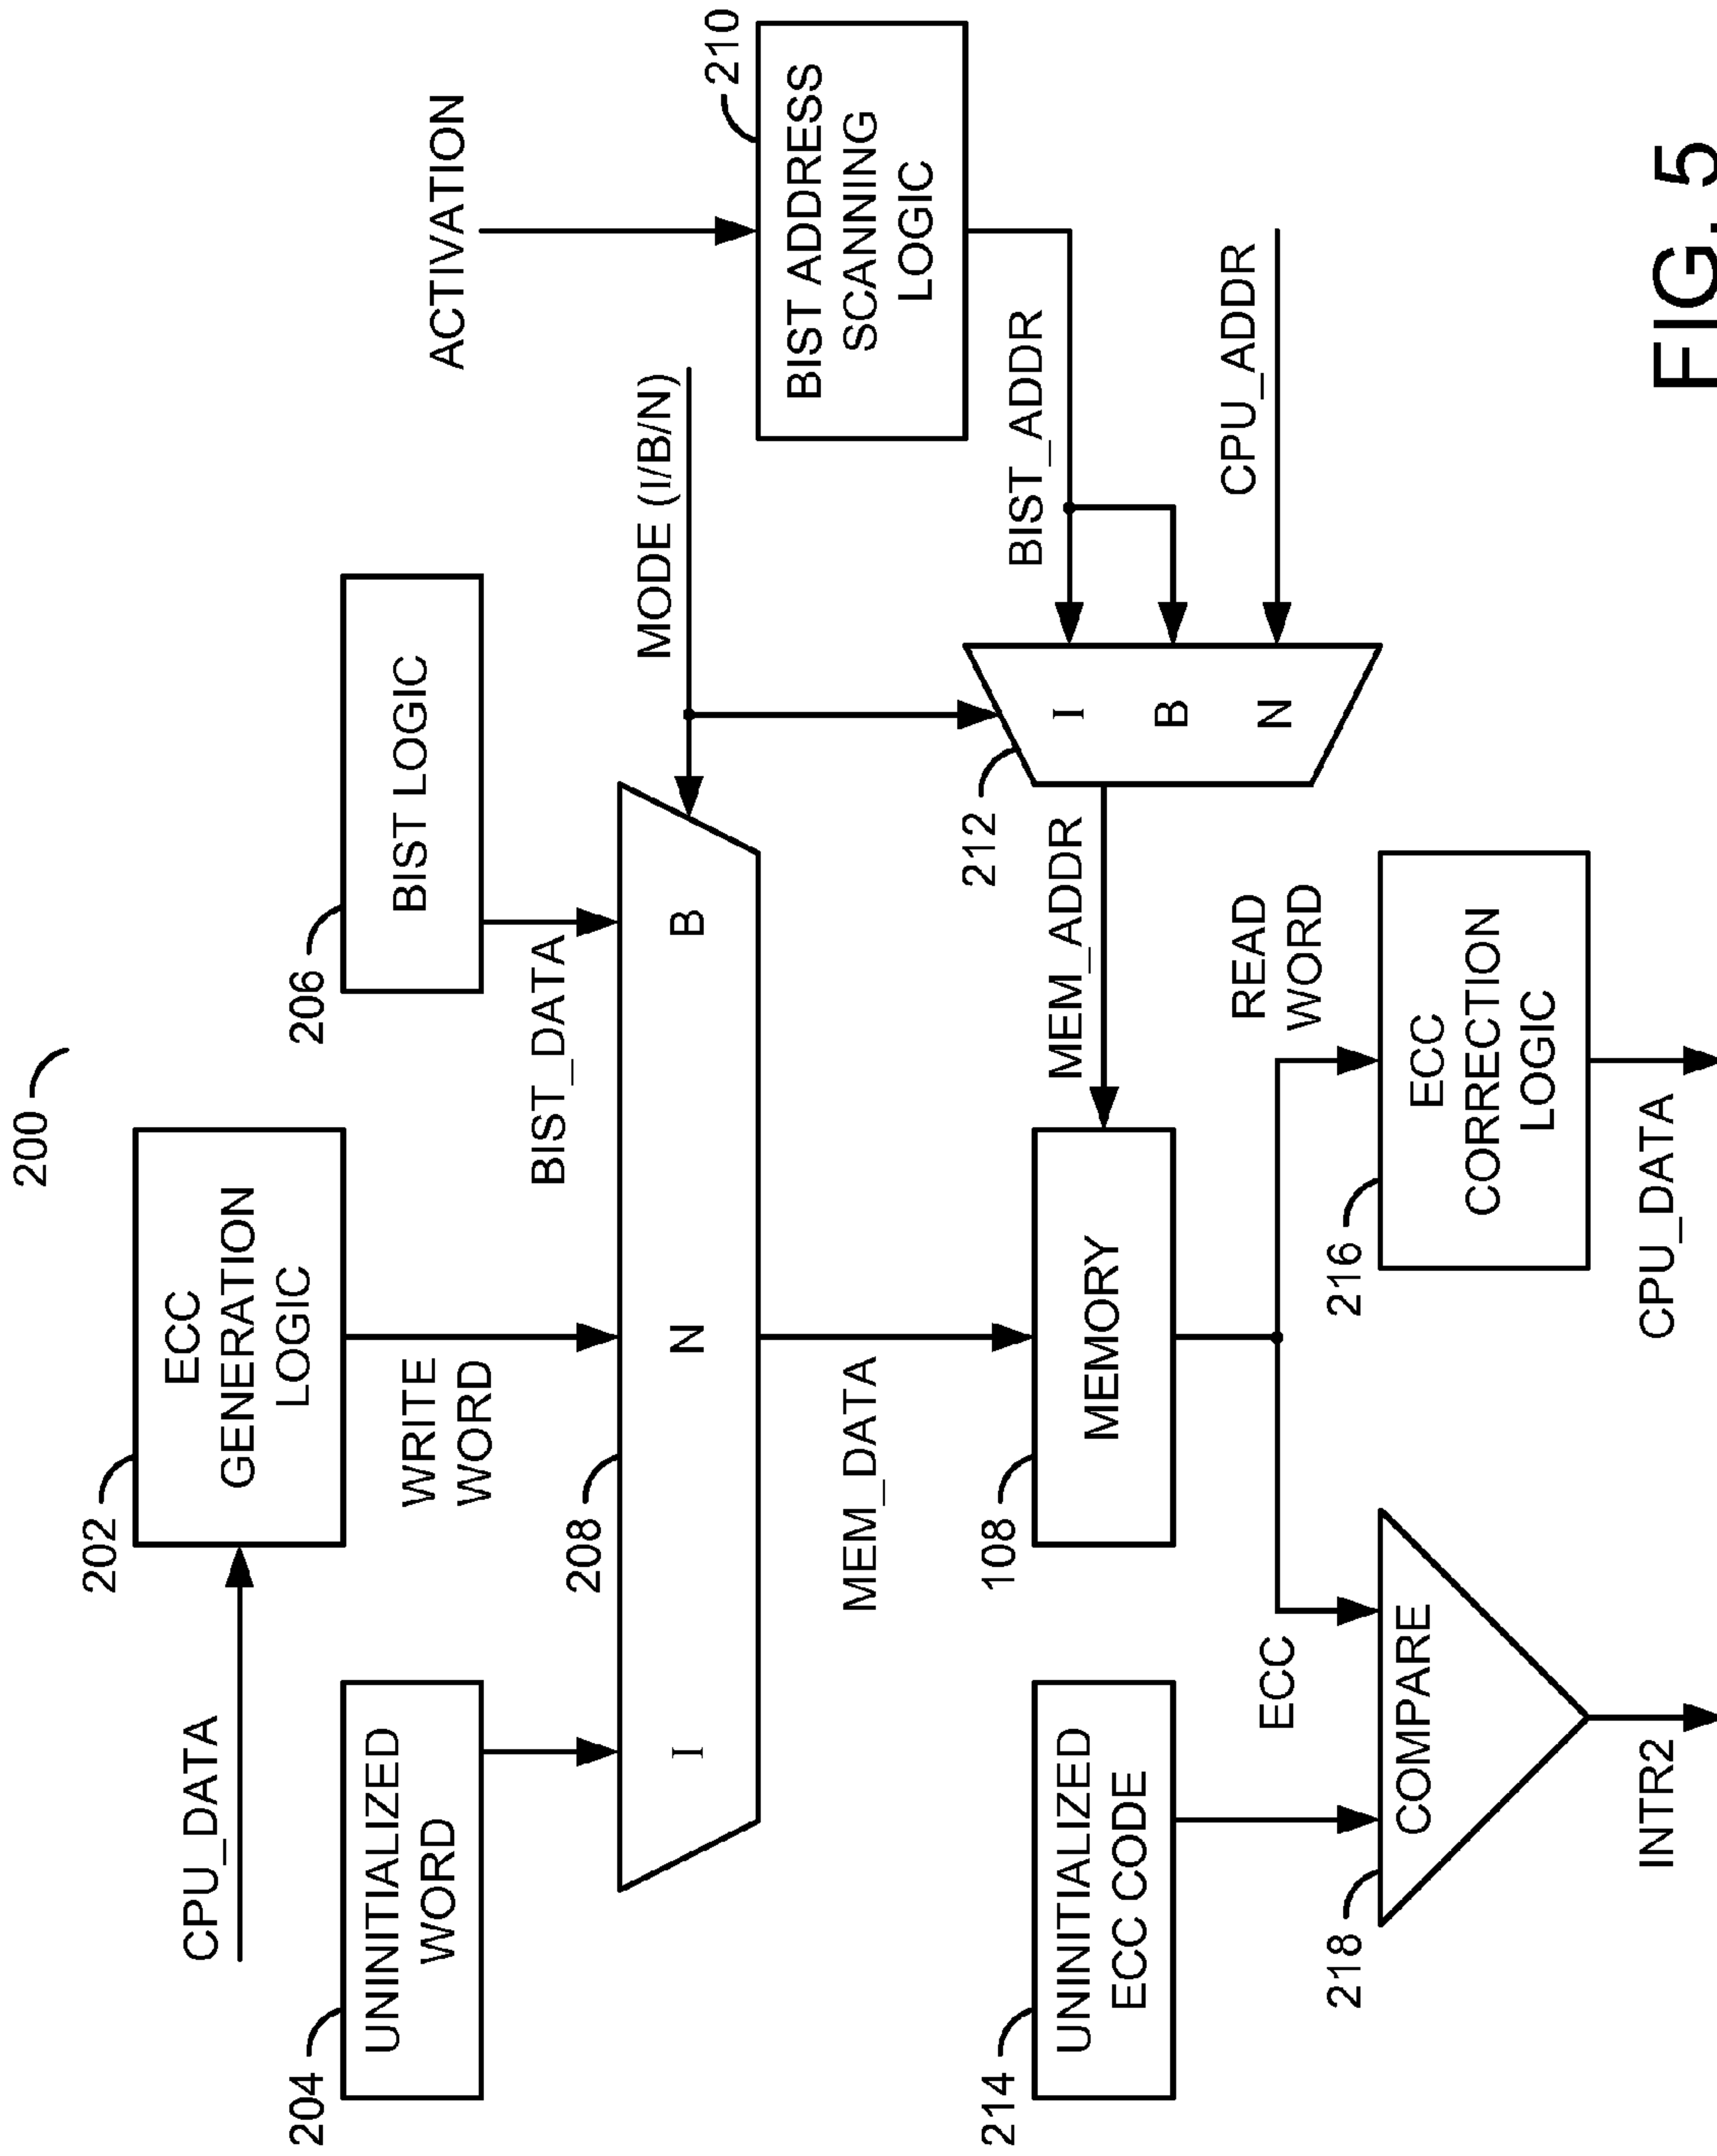 200
CPU_DATA
202
ECC
GENERATION
LOGIC
204
UNINITIALIZED
WORD
WRITE
WORD
206
BIST LOGIC
BIST_DATA
ACTIVATION
208
I
N
B
MODE (I/B/N)
210
BIST ADDRESS
SCANNING
LOGIC
MEM_DATA
212
I
B
N
BIST_ADDR
CPU_ADDR
MEM_ADDR
108
MEMORY
214
UNINITIALIZED
ECC CODE
ECC
READ
WORD
218
COMPARE
216
ECC
CORRECTION
LOGIC
INTR2
CPU_DATA
FIG. 5